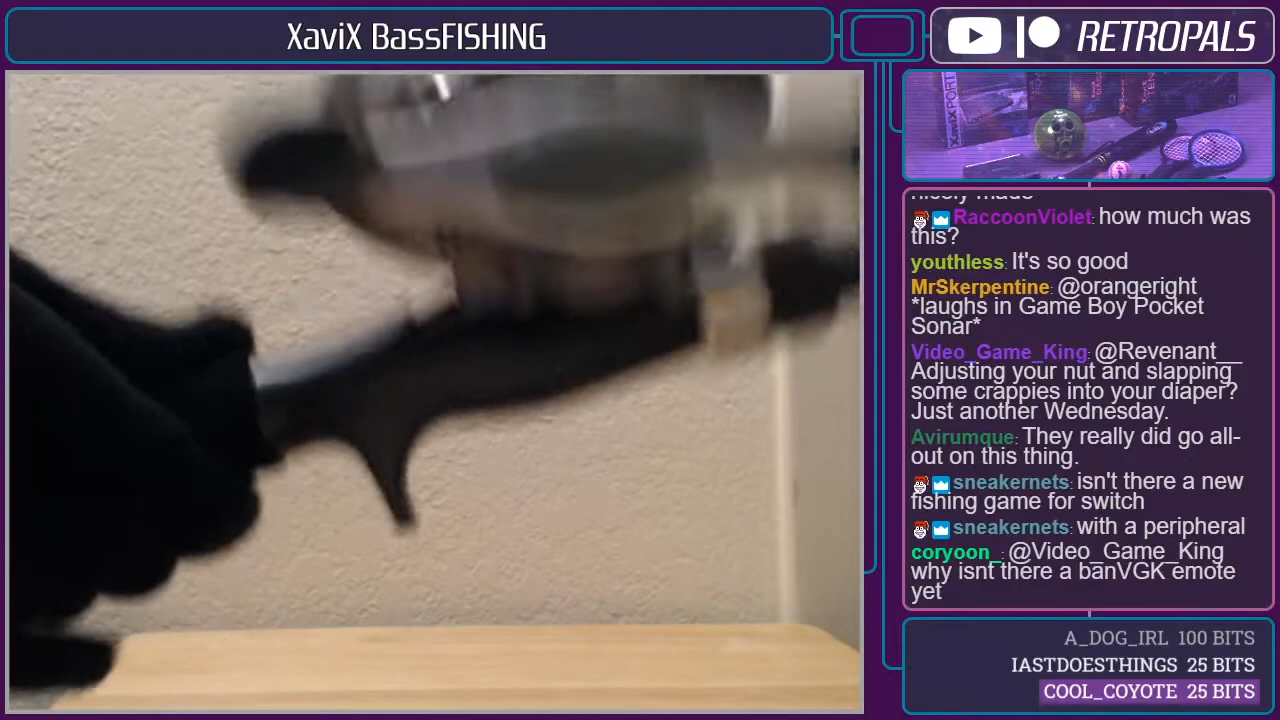 XaviX BassFISHING
RETROPALS
RaccoonViolet: how much was
this?
youthless: It's so good
MrSkerpentine: @orangeright
*laughs in Game Boy Pocket
Sonar*
Video_Game_King: @Revenant__
Adjusting your nut and slapping
some crappies into your diaper?
Just another Wednesday.
Avirumque: They really did go all-
out on this thing.
sneakernets: isn't there a new
fishing game for switch
sneakernets: with a peripheral
coryoon_: @Video_Game_King
why isnt there a banVGK emote
yet
A_DOG_IRL 100 BITS
IASTDOESTHINGS 25 BITS
COOL_COYOTE 25 BITS